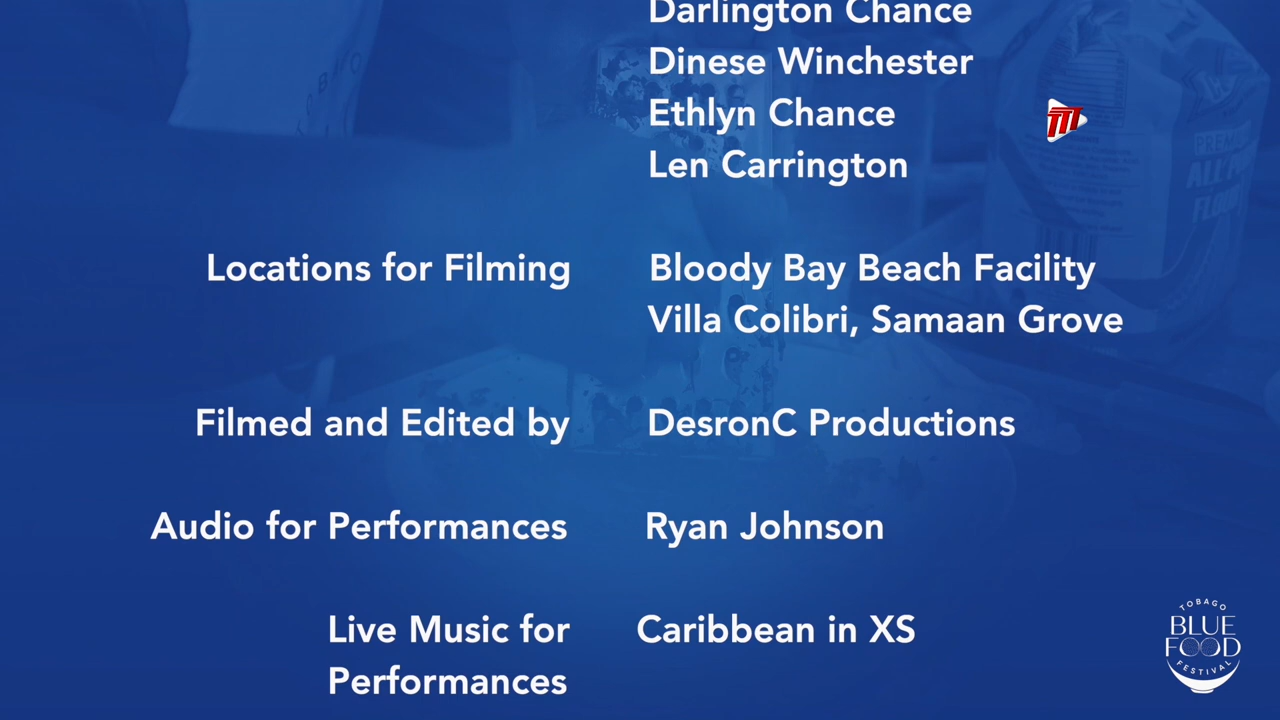 Darlington Chance
Dinese Winchester
Ethlyn Chance
Len Carrington
TTT
Locations for Filming Bloody Bay Beach Facility
Villa Colibri, Samaan Grove
Filmed and Edited by DesronC Productions
Audio for Performances Ryan Johnson
Live Music for Caribbean in XS
Performances
TOBAGO
BLUE
FOOD
FESTIVAL